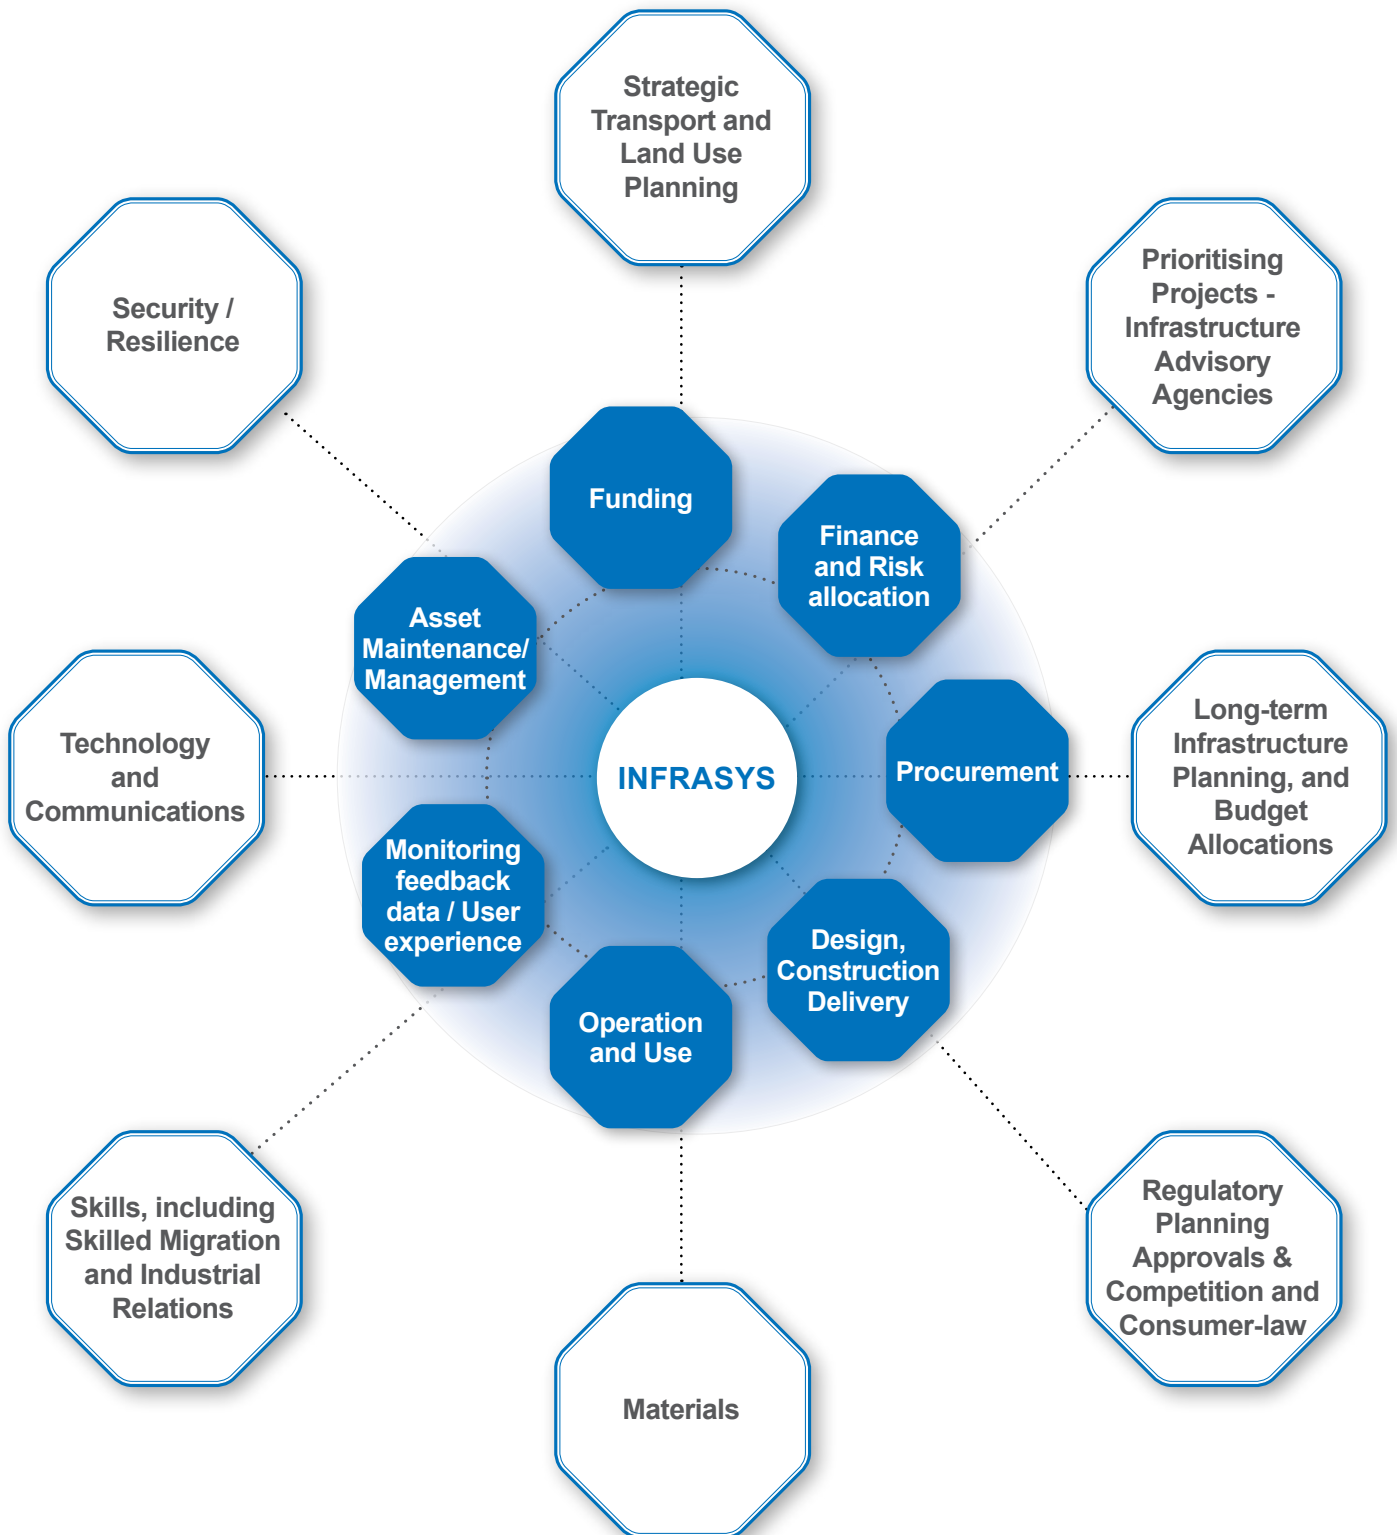 Strategic
Transport and
Land Use
Planning
Prioritising
Projects -
Infrastructure
Advisory
Agencies
Security /
Resilience
Funding
Finance
and Risk
allocation
Asset
Maintenance/
Management
Technology
and
Communications
INFRASYS
Procurement
Long-term
Infrastructure
Planning, and
Budget
Allocations
Monitoring
feedback
data / User
experience
Design,
Construction
Delivery
Operation
and Use
Skills, including
Skilled Migration
and Industrial
Relations
Regulatory
Planning
Approvals &
Competition and
Consumer-law
Materials